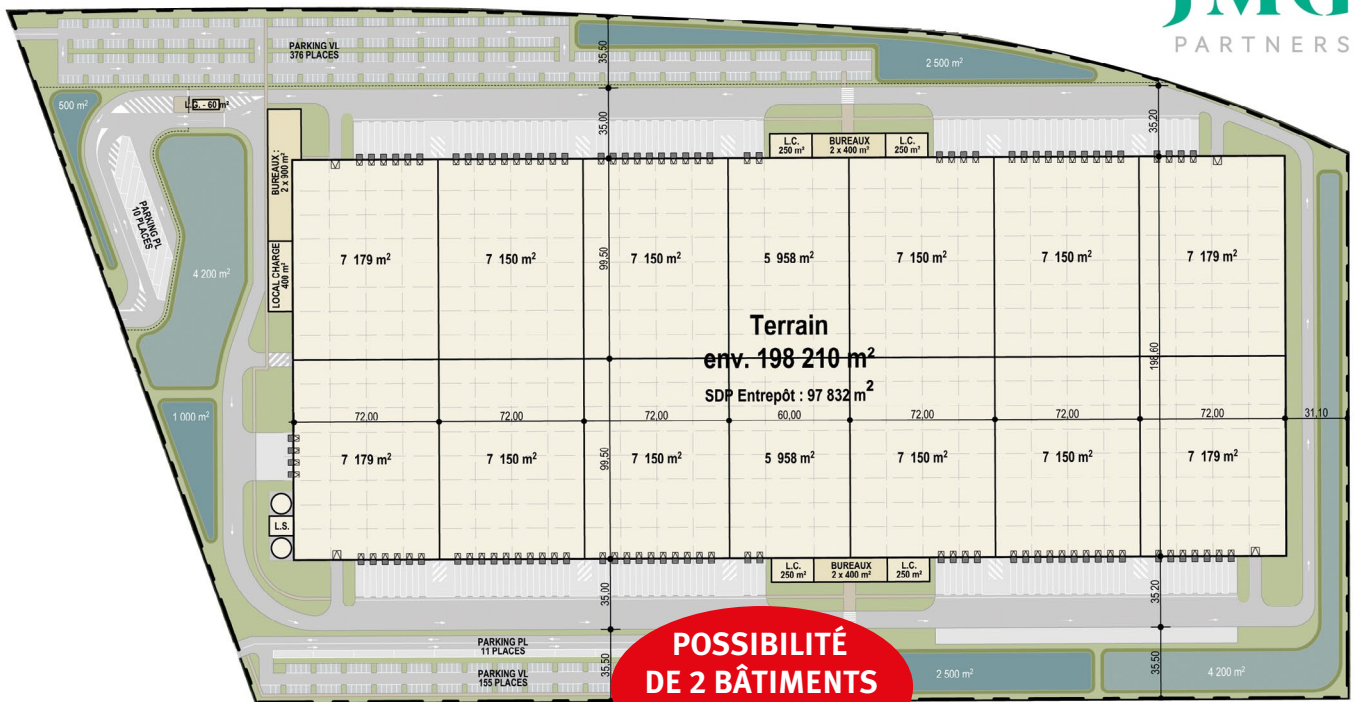 JMG
PARTNERS
PARKING VL
376 PLACES
35,50
2 500 m²
500 m²
L.G. - 60 m²
35,00
35,20
BUREAUX :
2 x 900 m²
L.C.
250 m²
BUREAUX
2 x 400 m²
L.C.
250 m²
PARKING PL
10 PLACES
4 200 m²
LOCAL CHARGE
400 m²
7 179 m²
7 150 m²
99,50
7 150 m²
5 958 m²
7 150 m²
7 150 m²
7 179 m²
Terrain
env. 198 210 m²
SDP Entrepôt : 97 832 m²
198,60
1 000 m²
72,00
72,00
72,00
60,00
72,00
72,00
72,00
31,10
7 179 m²
7 150 m²
99,50
7 150 m²
5 958 m²
7 150 m²
7 150 m²
7 179 m²
L.S.
L.C.
250 m²
BUREAUX
2 x 400 m²
L.C.
250 m²
35,00
35,20
PARKING PL
11 PLACES
PARKING VL
155 PLACES
35,50
POSSIBILITÉ
DE 2 BÂTIMENTS
2 500 m²
35,50
4 200 m²